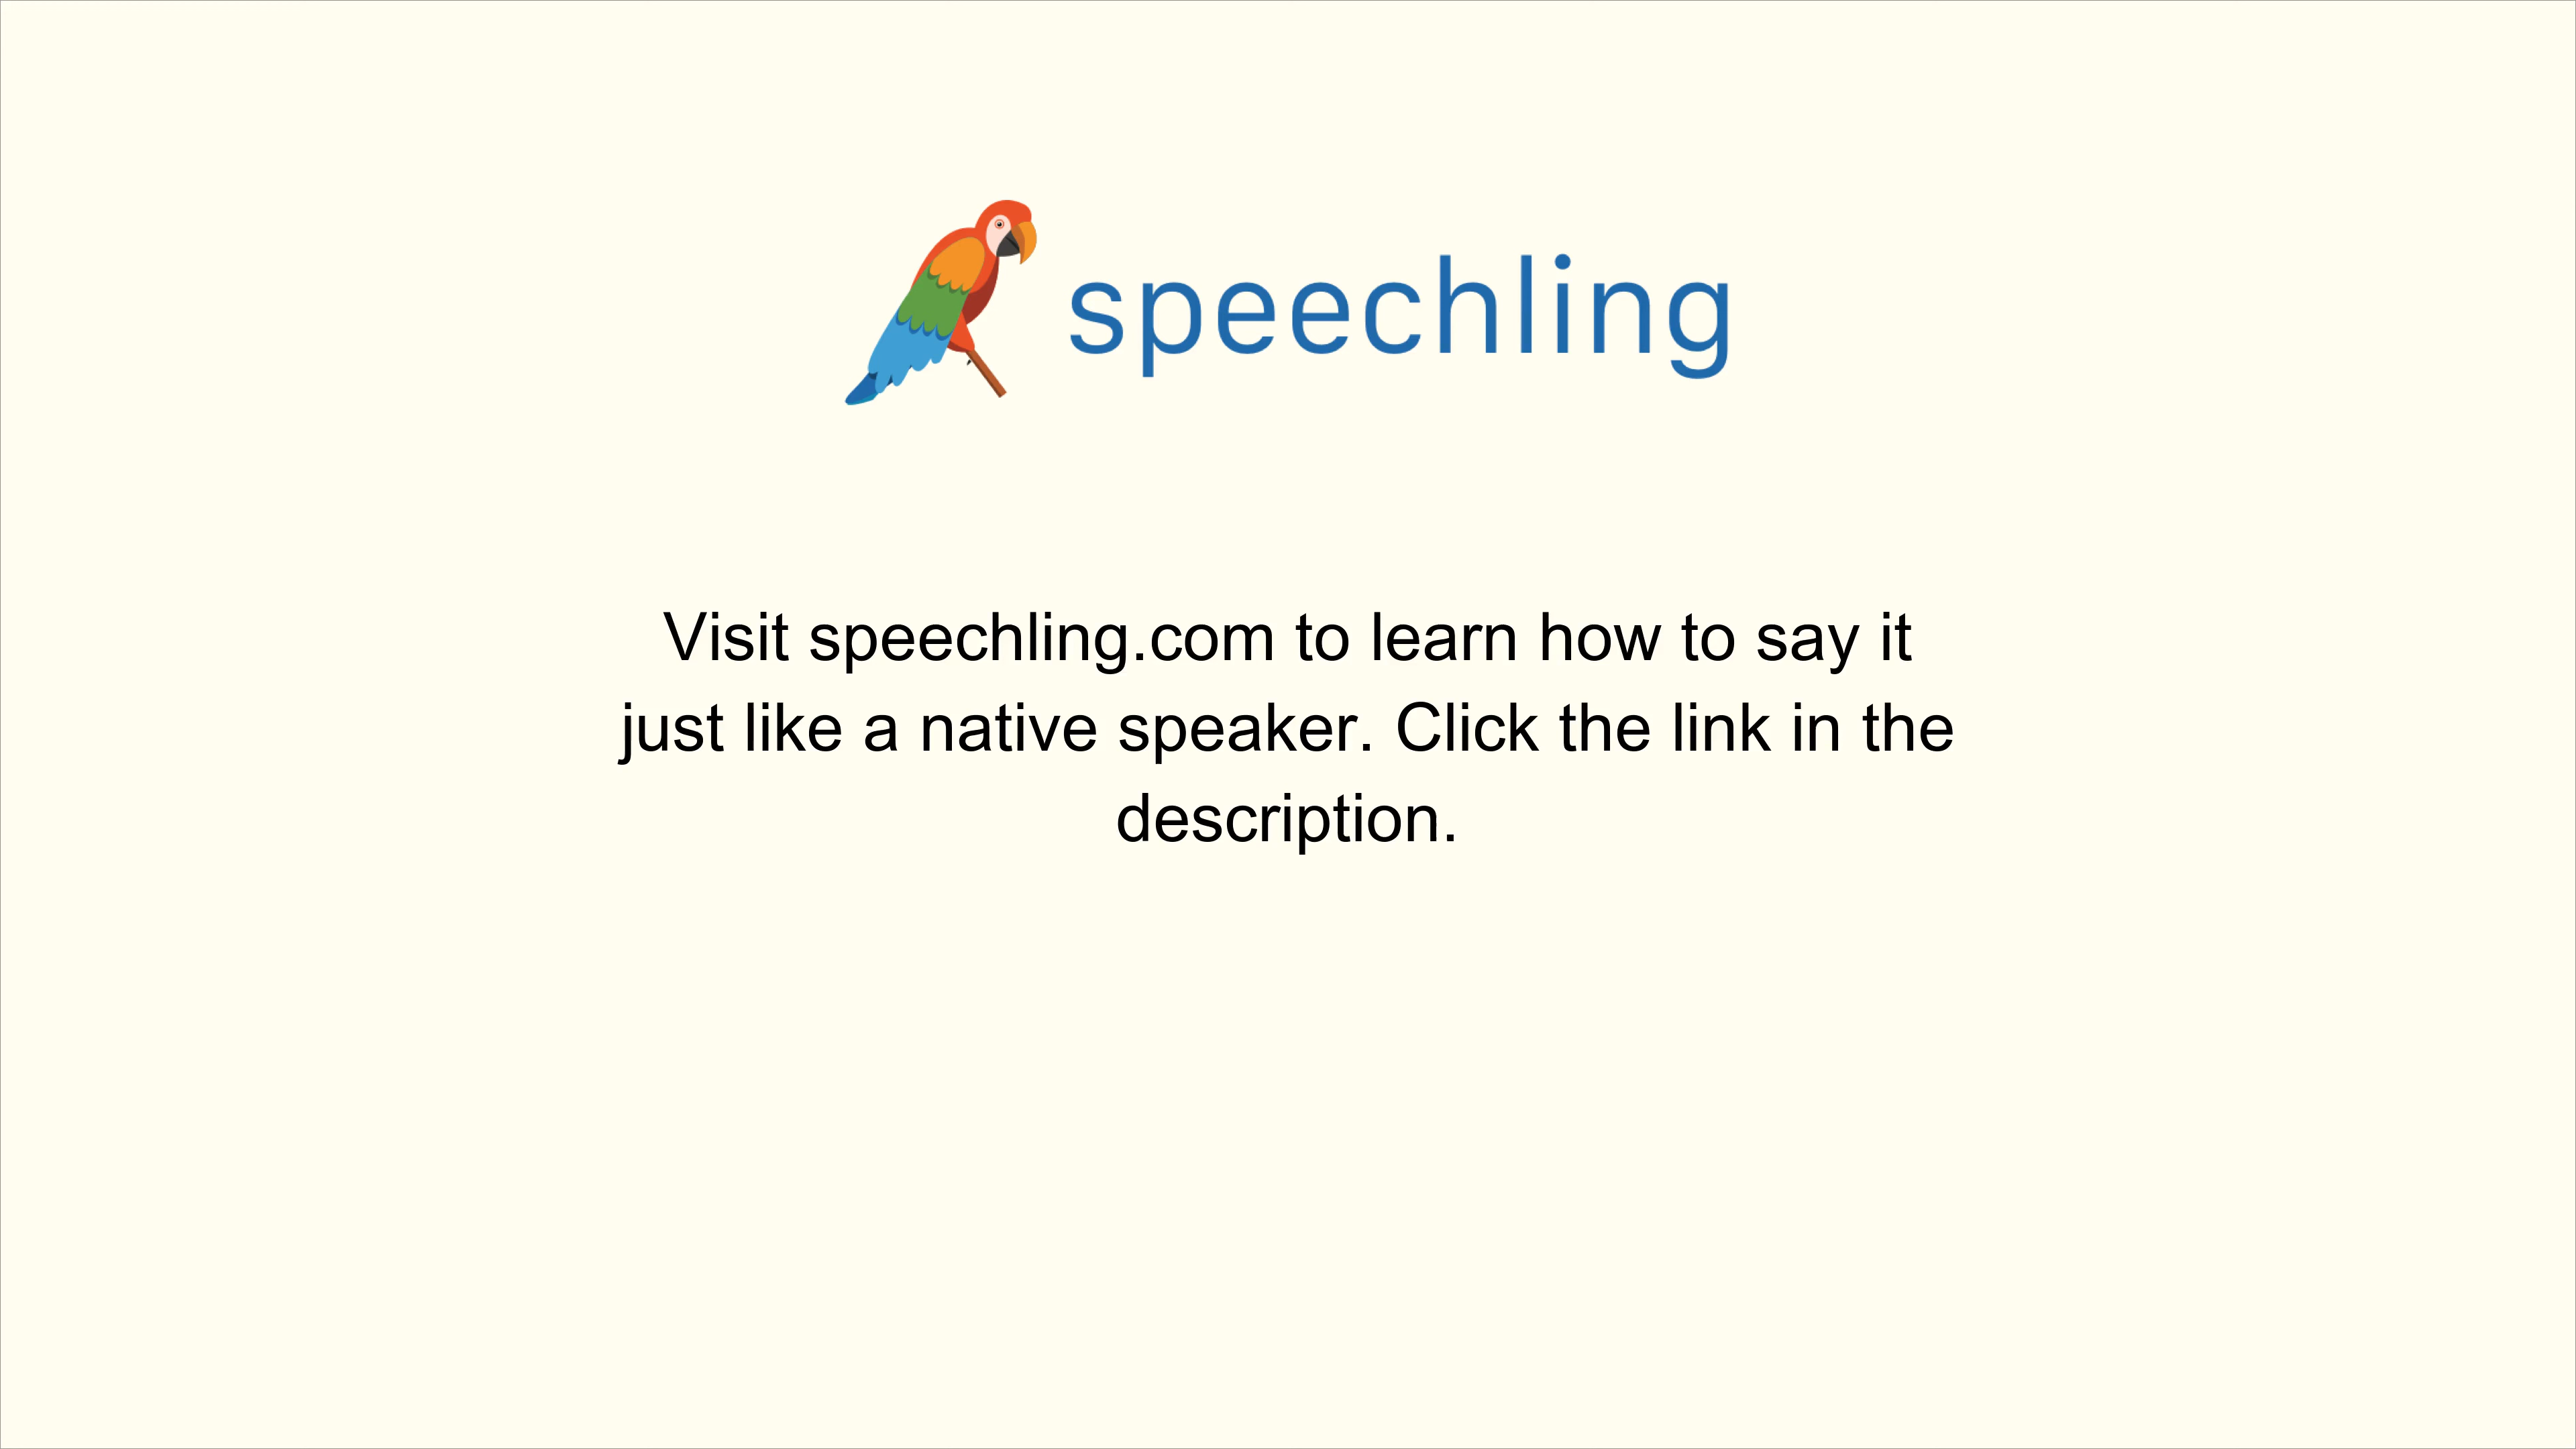 speechling
Visit speechling.com to learn how to say it
just like a native speaker. Click the link in the
description.